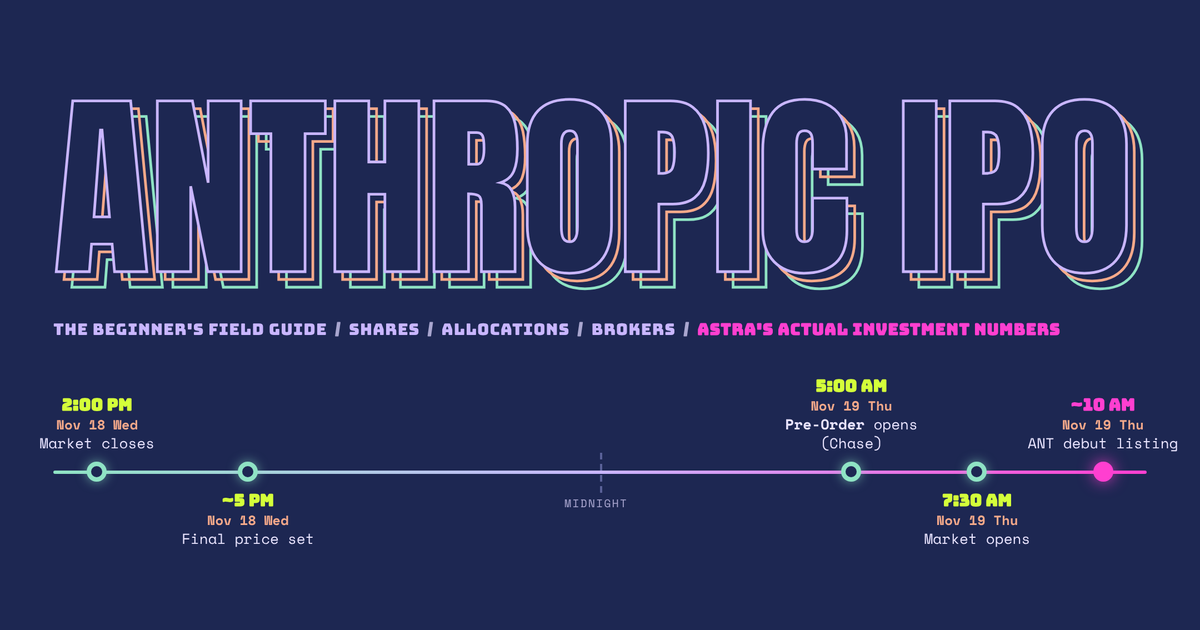 ANTHROPIC IPO
THE BEGINNER'S FIELD GUIDE / SHARES / ALLOCATIONS / BROKERS / ASTRA'S ACTUAL INVESTMENT NUMBERS
2:00 PM
Nov 18 Wed
Market closes
~5 PM
Nov 18 Wed
Final price set
MIDNIGHT
5:00 AM
Nov 19 Thu
Pre-Order opens
(Chase)
7:30 AM
Nov 19 Thu
Market opens
~10 AM
Nov 19 Thu
ANT debut listing